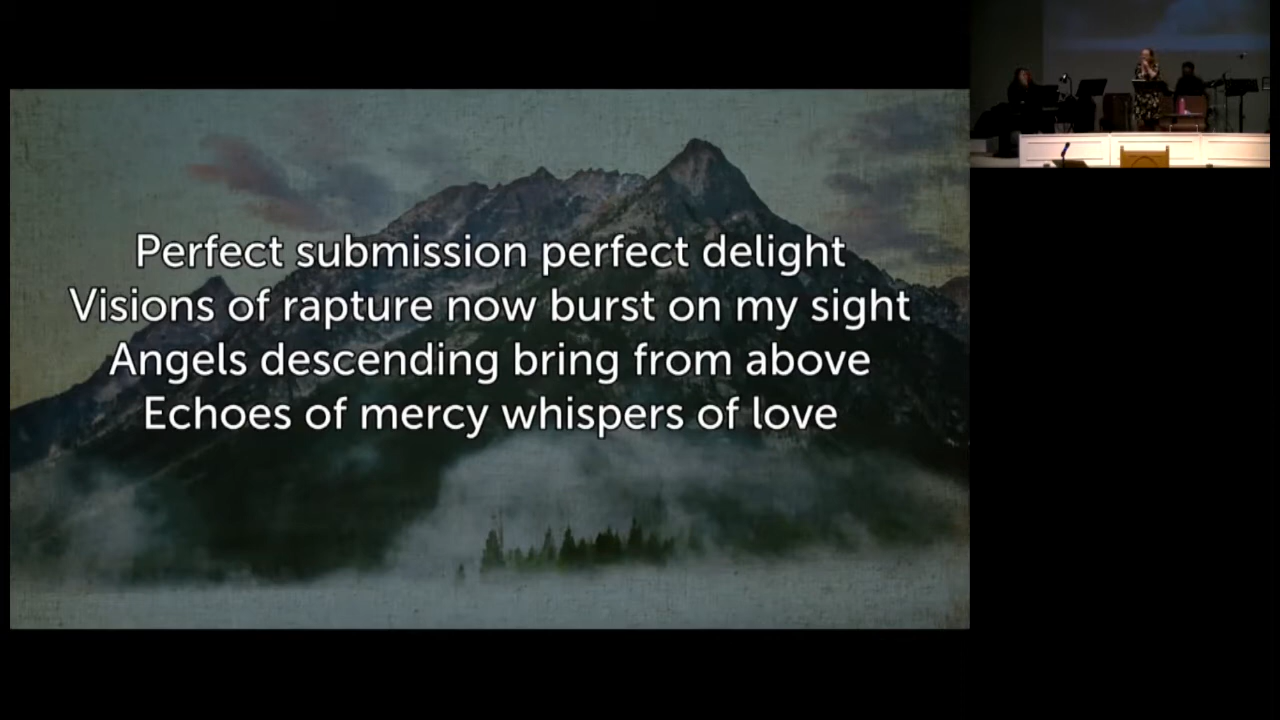 Perfect submission perfect delight
Visions of rapture now burst on my sight
Angels descending bring from above
Echoes of mercy whispers of love